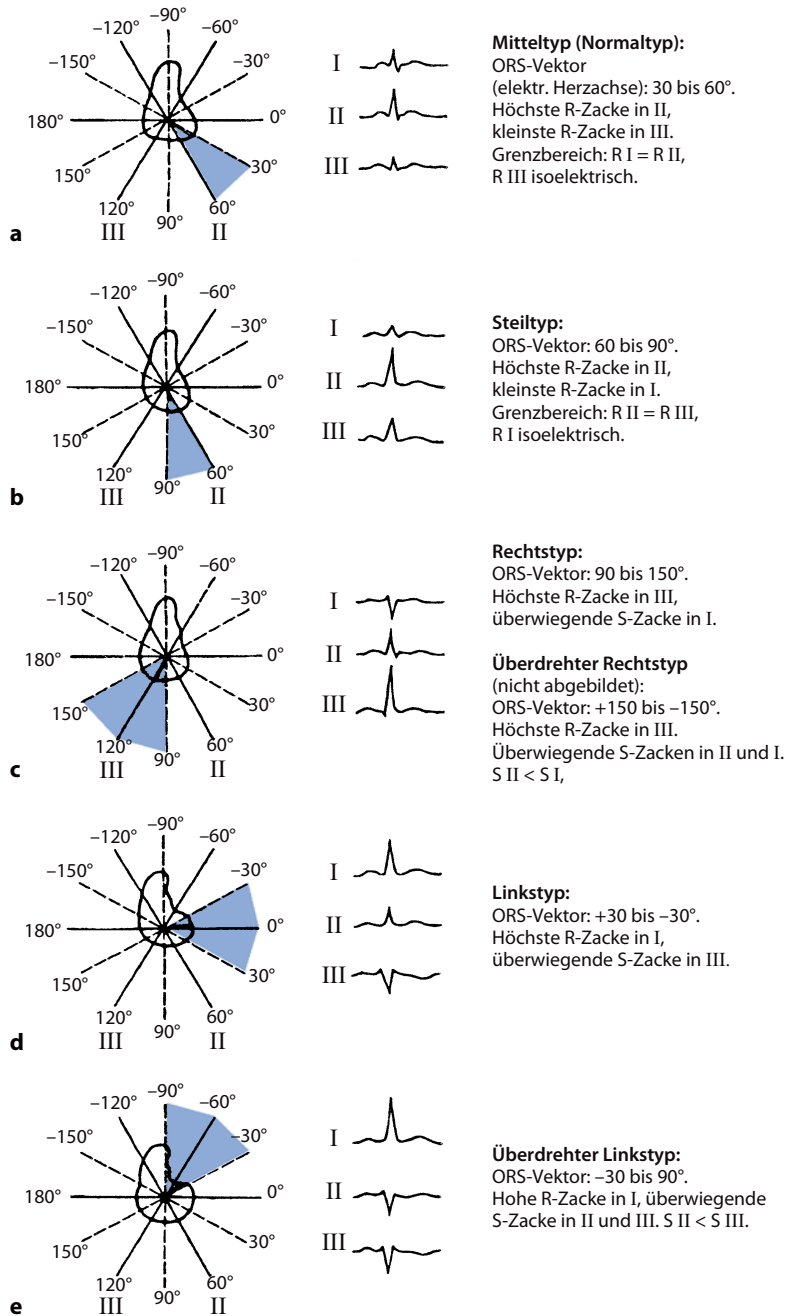 –90°
–120°
–60°
–150°
–30°
180°
0°
150°
30°
120°
60°
III
90°
II
a
I
II
III
Mitteltyp (Normaltyp):
ORS-Vektor
(elektr. Herzachse): 30 bis 60°.
Höchste R-Zacke in II,
kleinste R-Zacke in III.
Grenzbereich: R I = R II,
R III isoelektrisch.
–90°
–120°
–60°
–150°
–30°
180°
0°
150°
30°
120°
60°
III
90°
II
b
I
II
III
Steiltyp:
ORS-Vektor: 60 bis 90°.
Höchste R-Zacke in II,
kleinste R-Zacke in I.
Grenzbereich: R II = R III,
R I isoelektrisch.
–90°
–120°
–60°
–150°
–30°
180°
0°
150°
30°
120°
60°
III
90°
II
c
I
II
III
Rechtstyp:
ORS-Vektor: 90 bis 150°.
Höchste R-Zacke in III,
überwiegende S-Zacke in I.
Überdrehter Rechtstyp
(nicht abgebildet):
ORS-Vektor: +150 bis –150°.
Höchste R-Zacke in III.
Überwiegende S-Zacken in II und I.
S II < S I,
–90°
–120°
–60°
–150°
–30°
180°
0°
150°
30°
120°
60°
III
90°
II
d
I
II
III
Linkstyp:
ORS-Vektor: +30 bis –30°.
Höchste R-Zacke in I,
überwiegende S-Zacke in III.
–90°
–120°
–60°
–150°
–30°
180°
0°
150°
30°
120°
60°
III
90°
II
e
I
II
III
Überdrehter Linkstyp:
ORS-Vektor: –30 bis 90°.
Hohe R-Zacke in I, überwiegende
S-Zacke in II und III. S II < S III.